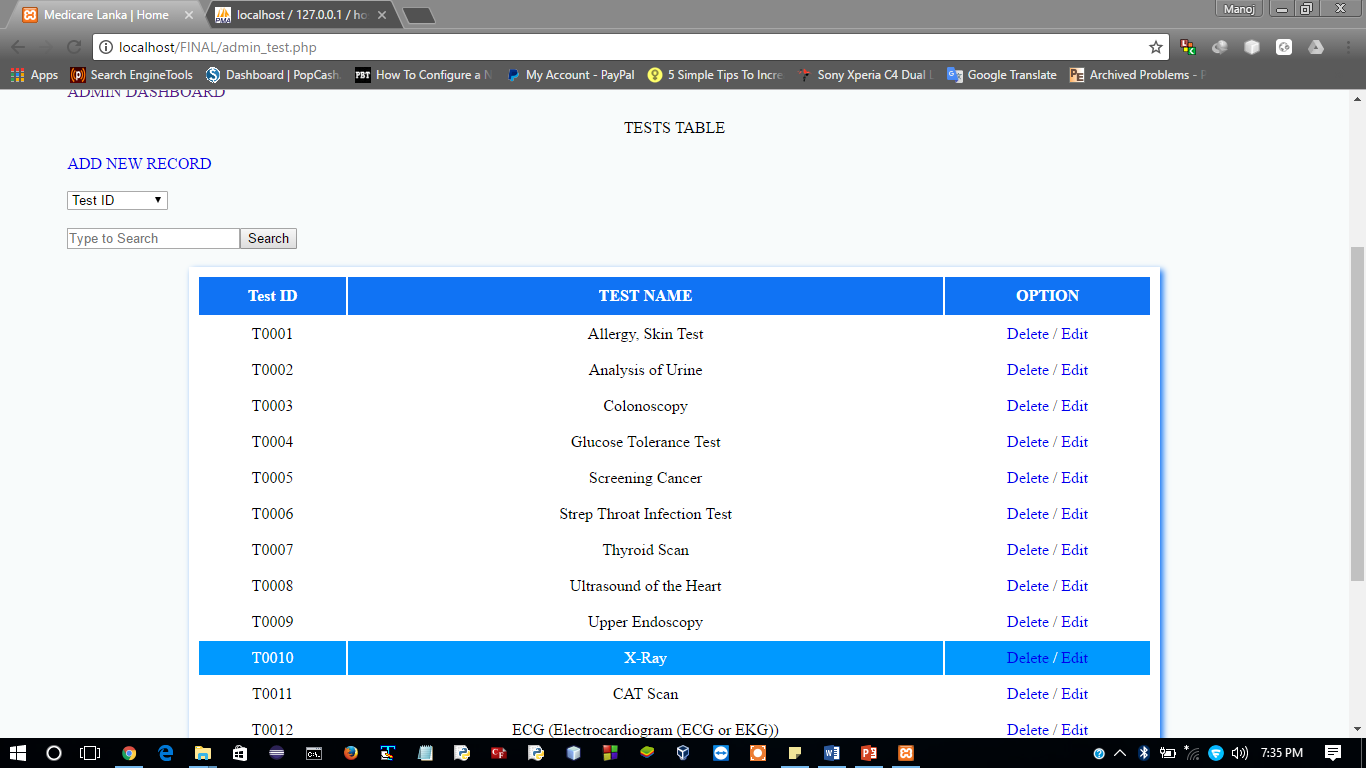 Medicare Lanka | Home
localhost / 127.0.0.1 / ho
Manoj
localhost/FINAL/admin_test.php
Apps
Search EngineTools
Dashboard | PopCash
How To Configure a N
My Account - PayPal
5 Simple Tips To Incre
Sony Xperia C4 Dual
Google Translate
Archived Problems -
ADMIN DASHBOARD
TESTS TABLE
ADD NEW RECORD
Test ID
Type to Search Search
Test ID TEST NAME OPTION
T0001 Allergy, Skin Test Delete / Edit
T0002 Analysis of Urine Delete / Edit
T0003 Colonoscopy Delete / Edit
T0004 Glucose Tolerance Test Delete / Edit
T0005 Screening Cancer Delete / Edit
T0006 Strep Throat Infection Test Delete / Edit
T0007 Thyroid Scan Delete / Edit
T0008 Ultrasound of the Heart Delete / Edit
T0009 Upper Endoscopy Delete / Edit
T0010 X-Ray Delete / Edit
T0011 CAT Scan Delete / Edit
T0012 ECG (Electrocardiogram (ECG or EKG)) Delete / Edit
7:35 PM